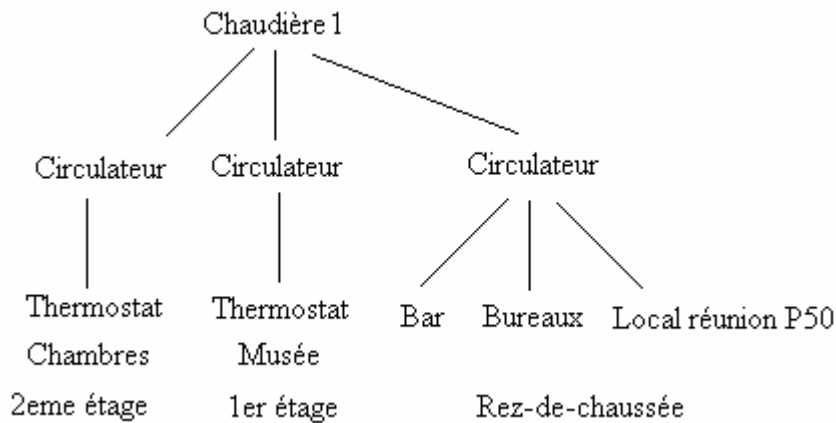 Chaudière 1
Circulateur Circulateur Circulateur
Thermostat Thermostat Bar Bureaux Local réunion P50
Chambres Musée
2eme étage 1er étage Rez-de-chaussée